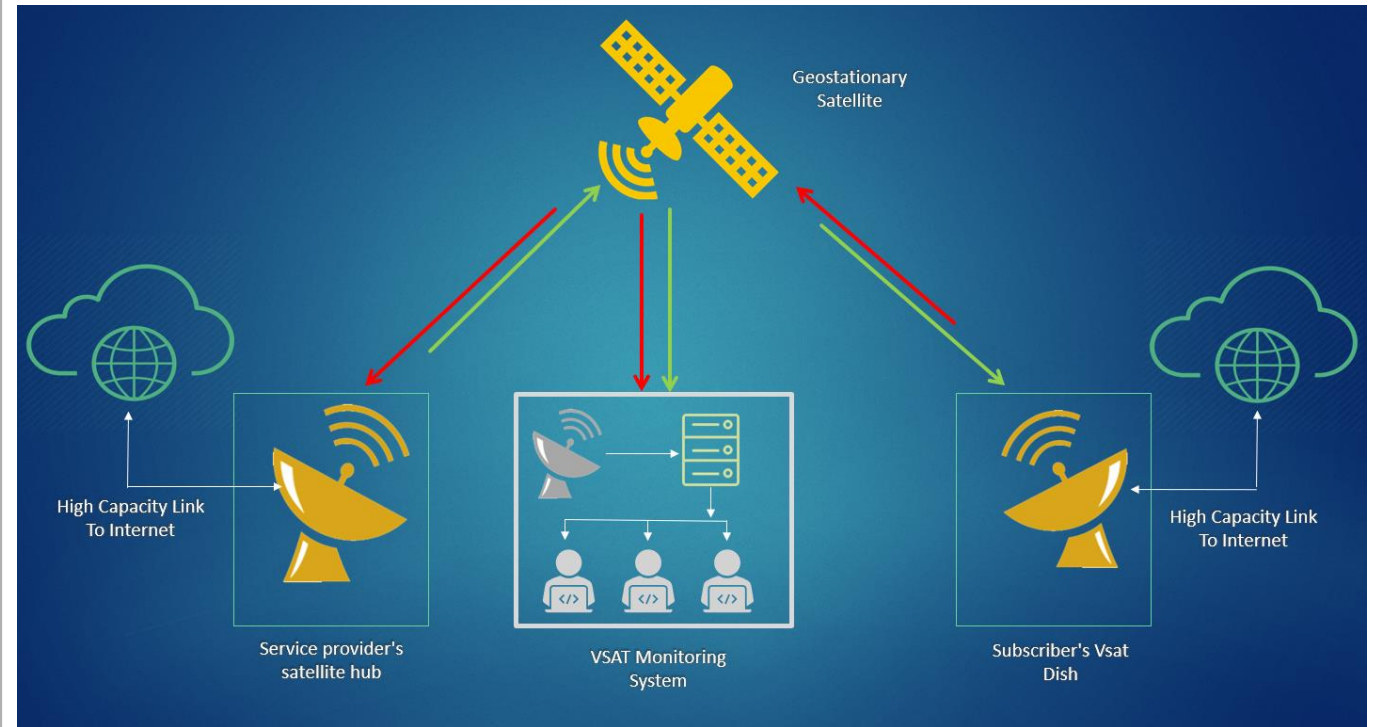 Geostationary
Satellite
High Capacity Link
To Internet
High Capacity Link
To Internet
Service provider's
satellite hub
VSAT Monitoring
System
Subscriber's Vsat
Dish